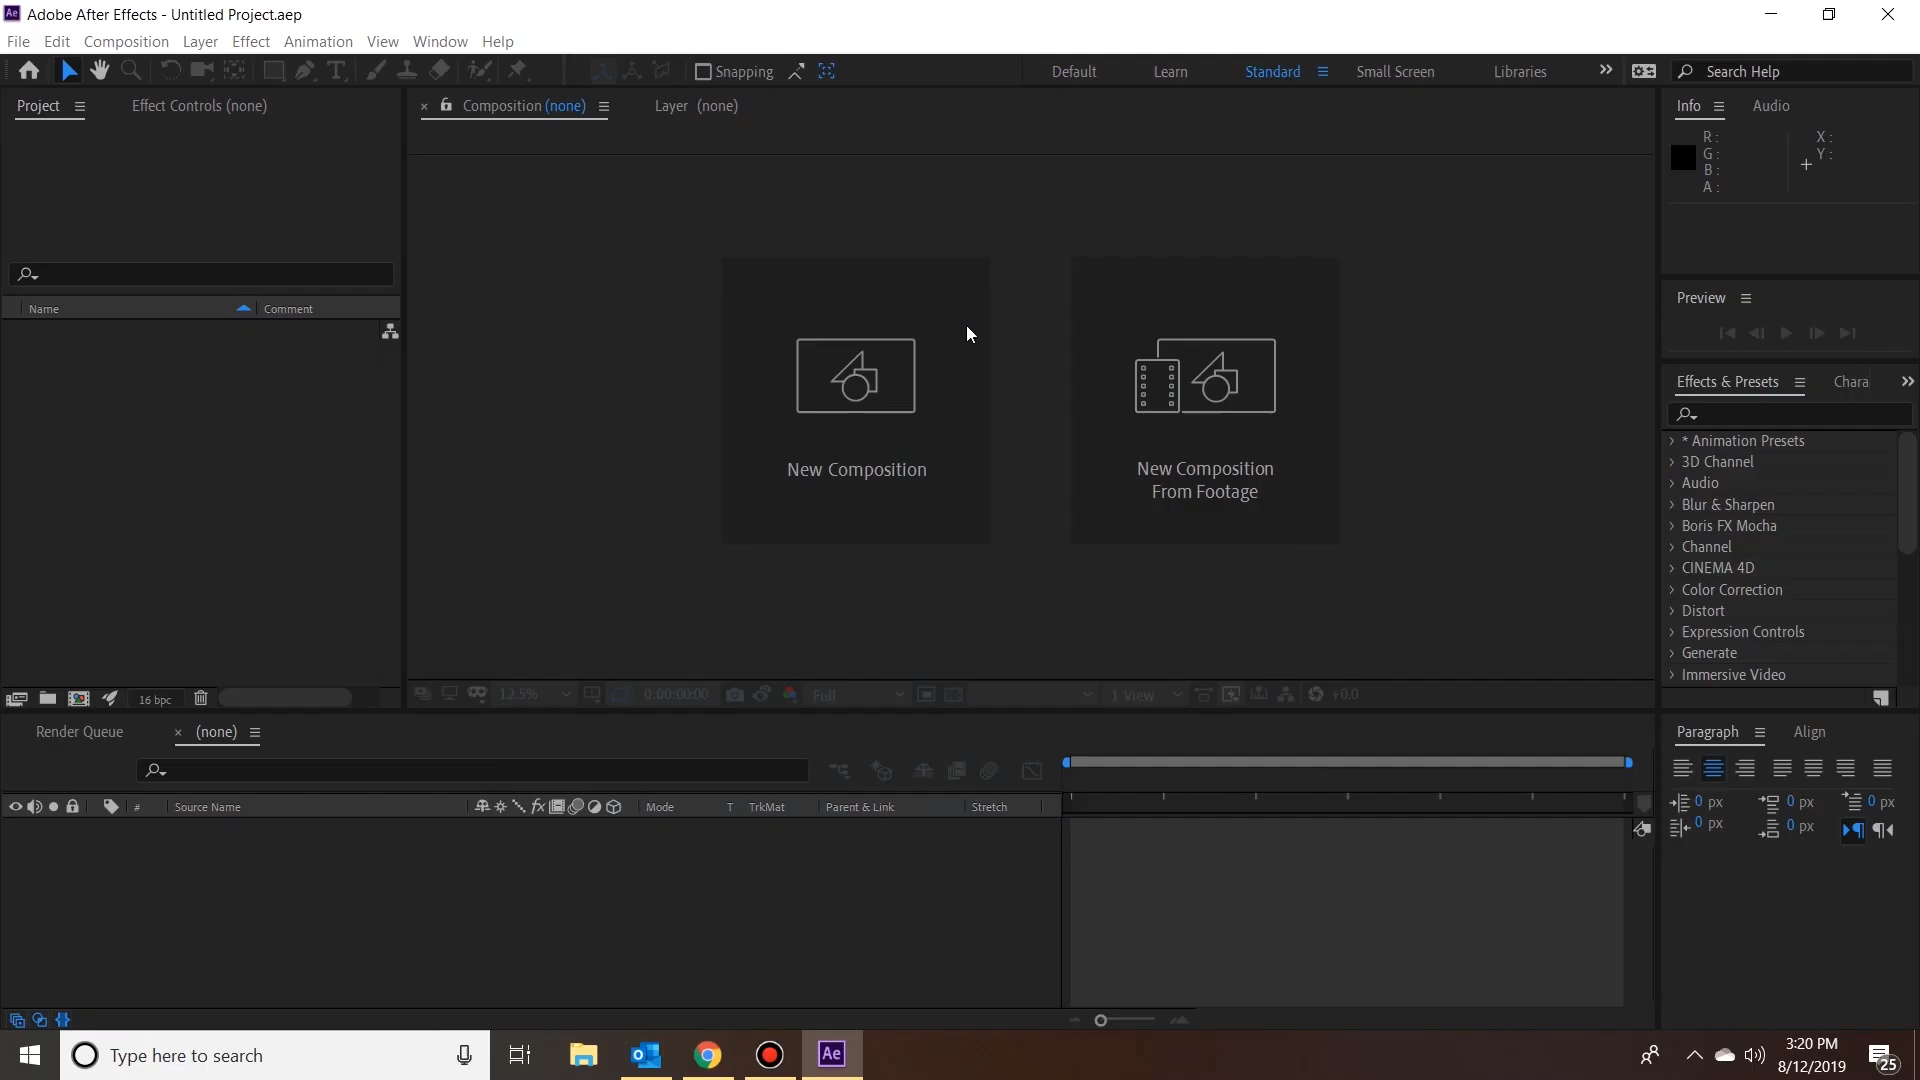 Ae Adobe After Effects - Untitled Project.aep
File Edit Composition Layer Effect Animation View Window Help
Snapping Default Learn Standard Small Screen Libraries Search Help
Project Effect Controls (none) × Composition (none) Layer (none) Info Audio
R : X :
G : Y :
B :
A :
Name Comment
Preview
Effects & Presets Chara
* Animation Presets
3D Channel
Audio
Blur & Sharpen
Boris FX Mocha
Channel
CINEMA 4D
Color Correction
Distort
Expression Controls
Generate
Immersive Video
New Composition
New Composition
From Footage
16 bpc 12.5% 0:00:00:00 Full 1 View +0.0
Render Queue × (none)
# Source Name fx Mode T TrkMat Parent & Link Stretch
Paragraph Align
0 px 0 px 0 px
0 px 0 px
Type here to search Ae
3:20 PM
8/12/2019
25